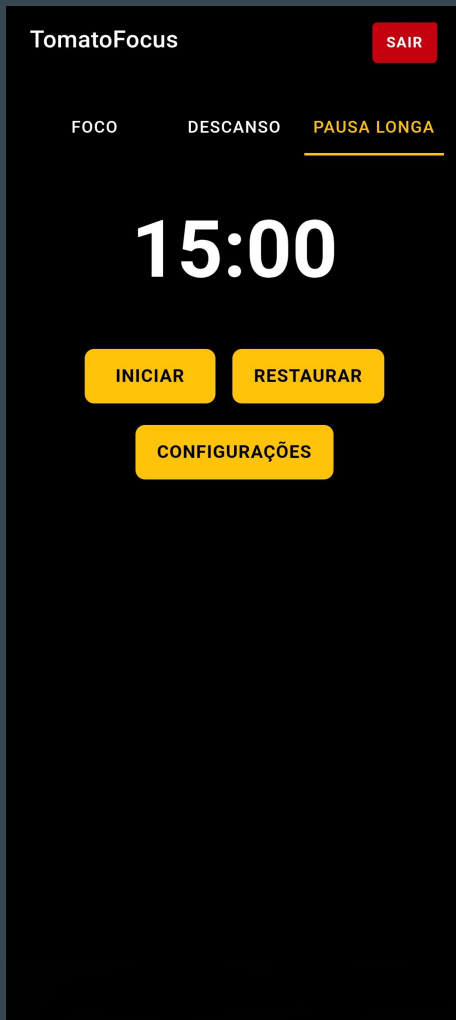 TomatoFocus
SAIR
FOCO DESCANSO PAUSA LONGA
15:00
INICIAR RESTAURAR
CONFIGURAÇÕES